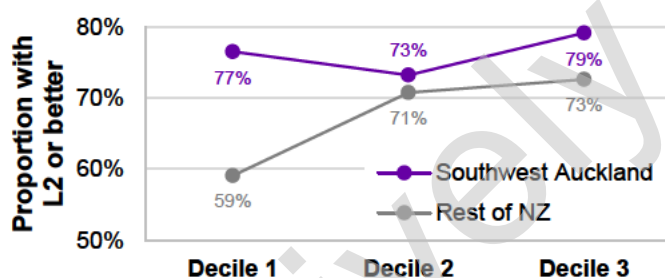 80%
70%
60%
50%
Proportion with
L2 or better
77%
73%
79%
59%
71%
73%
Southwest Auckland
Rest of NZ
Decile 1
Decile 2
Decile 3
ively